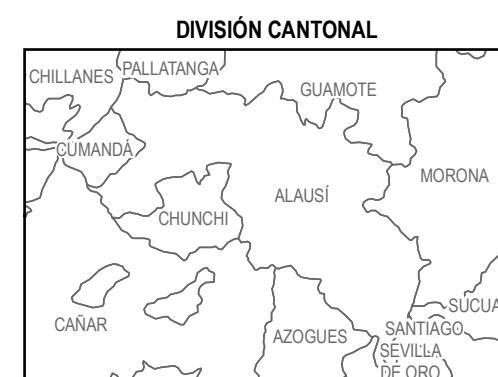 DIVISIÓN CANTONAL
CHILLANES
PALLATANGA
GUAMOTE
CUMANDÁ
MORONA
ALAUSÍ
CHUNCHI
SUCUA
CAÑAR
AZOGUES
SANTIAGO
SEVILLA
DE ORO